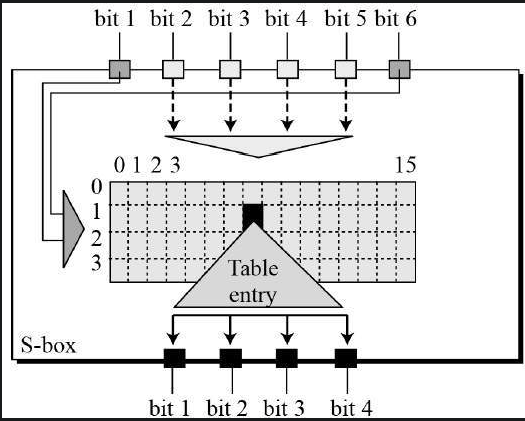 bit 1 bit 2 bit 3 bit 4 bit 5 bit 6
0 1 2 3 15
0
1
2
3
Table
entry
S-box
bit 1 bit 2 bit 3 bit 4